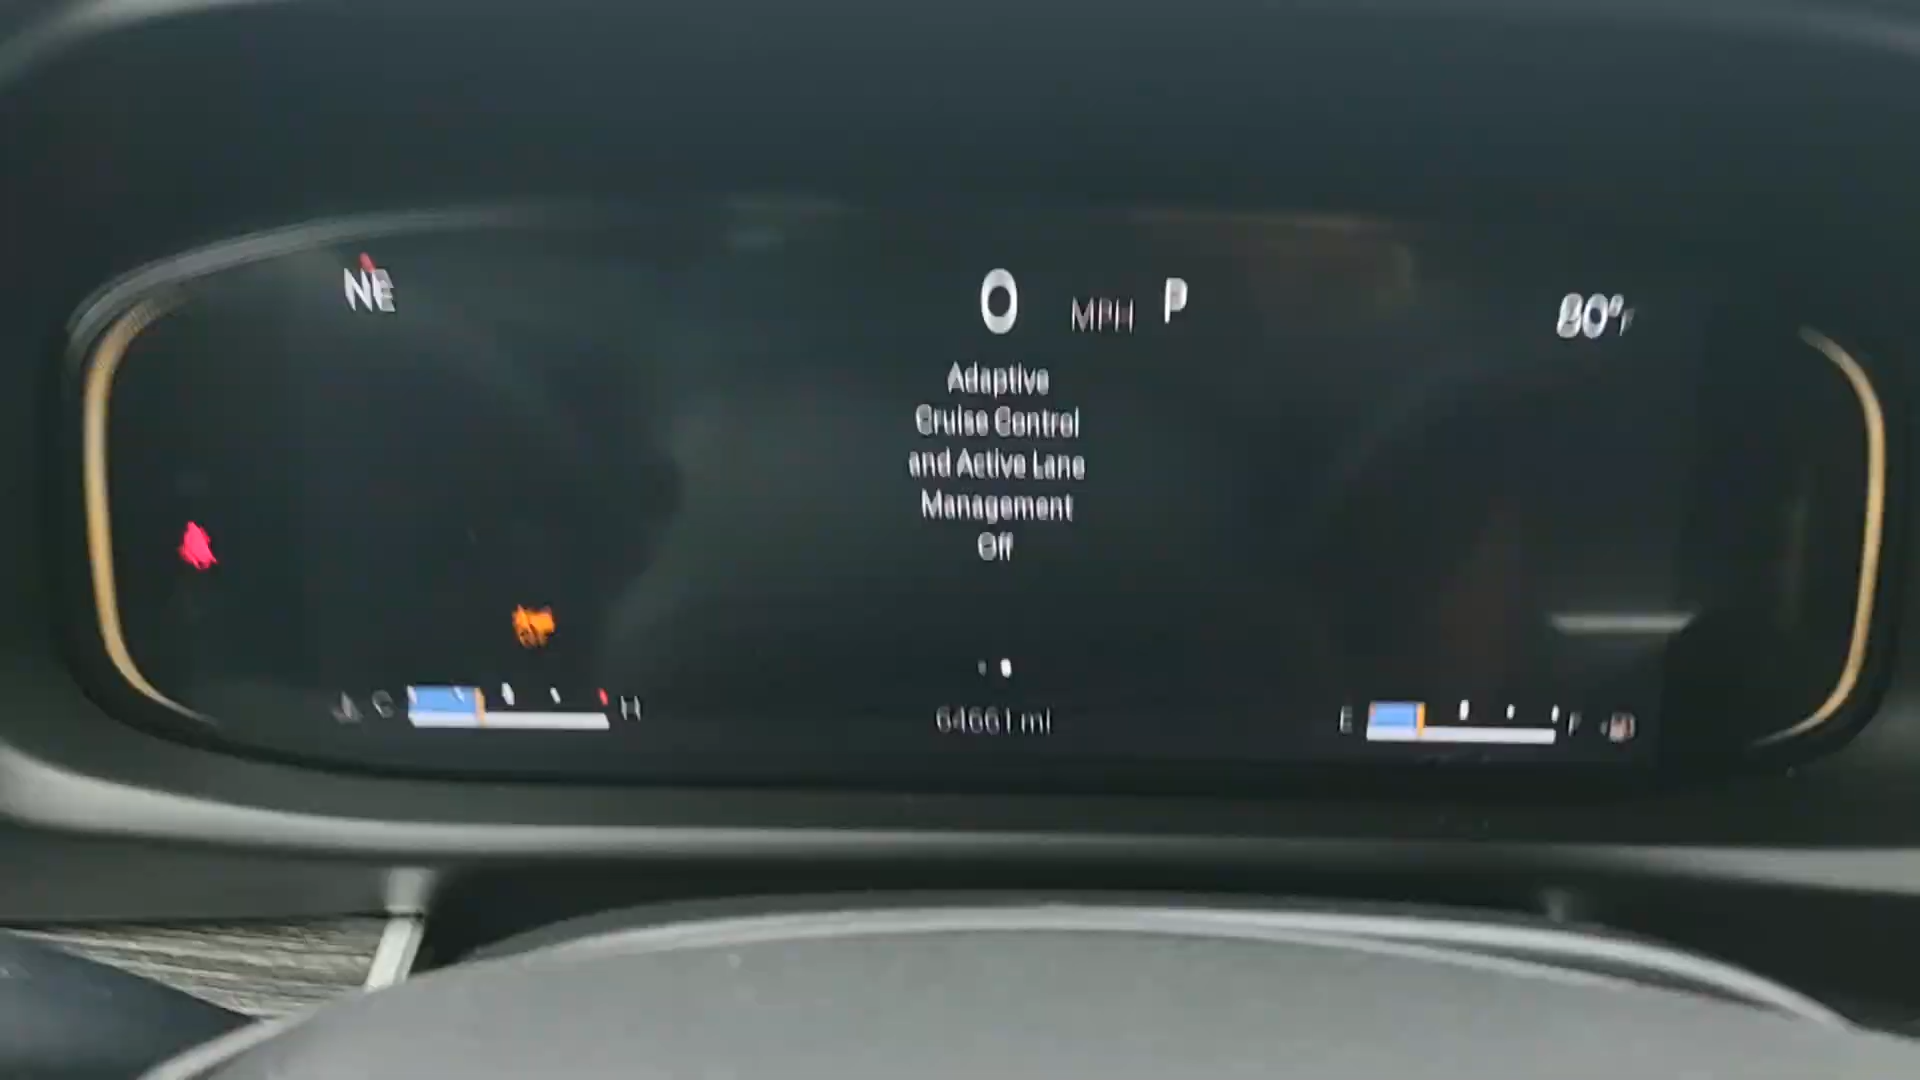 NE
0 MPH P
80°F
Adaptive
Cruise Control
and Active Lane
Management
Off
C H
64661 mi
E F